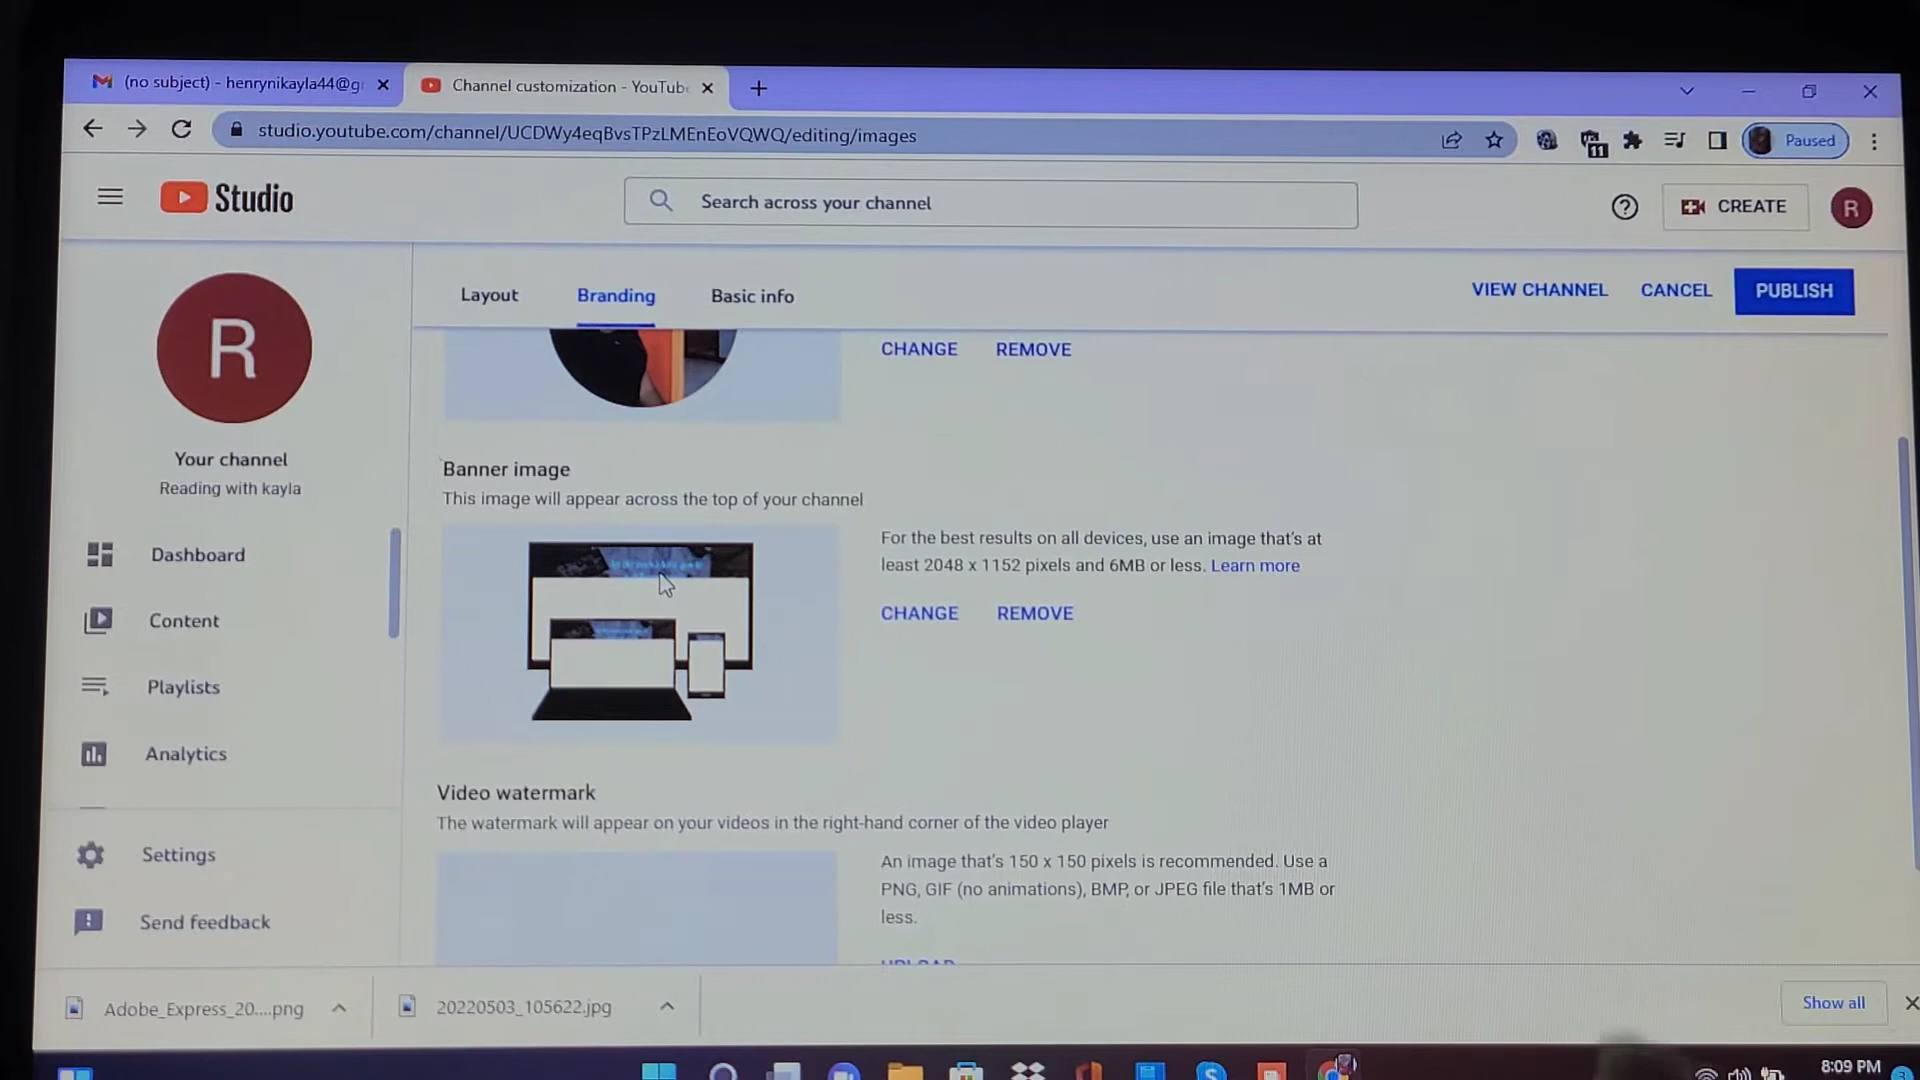 (no subject) - henrynikayla44@g
Channel customization - YouTub
studio.youtube.com/channel/UCDWy4eqBvsTPzLMEnEoVQWQ/editing/images
11
Paused
Studio
Search across your channel
CREATE
R
R
Your channel
Reading with kayla
Dashboard
Content
Playlists
Analytics
Settings
Send feedback
Layout
Branding
Basic info
VIEW CHANNEL
CANCEL
PUBLISH
CHANGE
REMOVE
Banner image
This image will appear across the top of your channel
For the best results on all devices, use an image that's at
least 2048 x 1152 pixels and 6MB or less. Learn more
CHANGE
REMOVE
Video watermark
The watermark will appear on your videos in the right-hand corner of the video player
An image that's 150 x 150 pixels is recommended. Use a
PNG, GIF (no animations), BMP, or JPEG file that's 1MB or
less.
UPLOAD
Adobe_Express_20....png
20220503_105622.jpg
Show all
8:09 PM